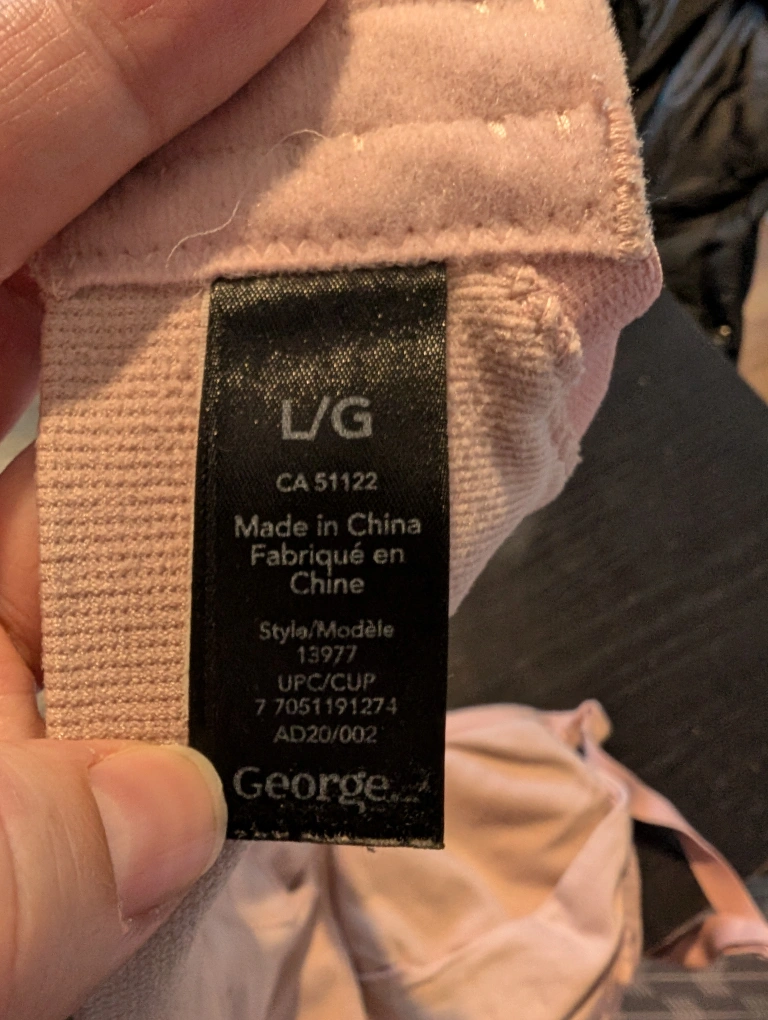 L/G
CA 51122
Made in China
Fabriqué en
Chine
Style/Modèle
13977
UPC/CUP
7 7051191274
AD20/002
George